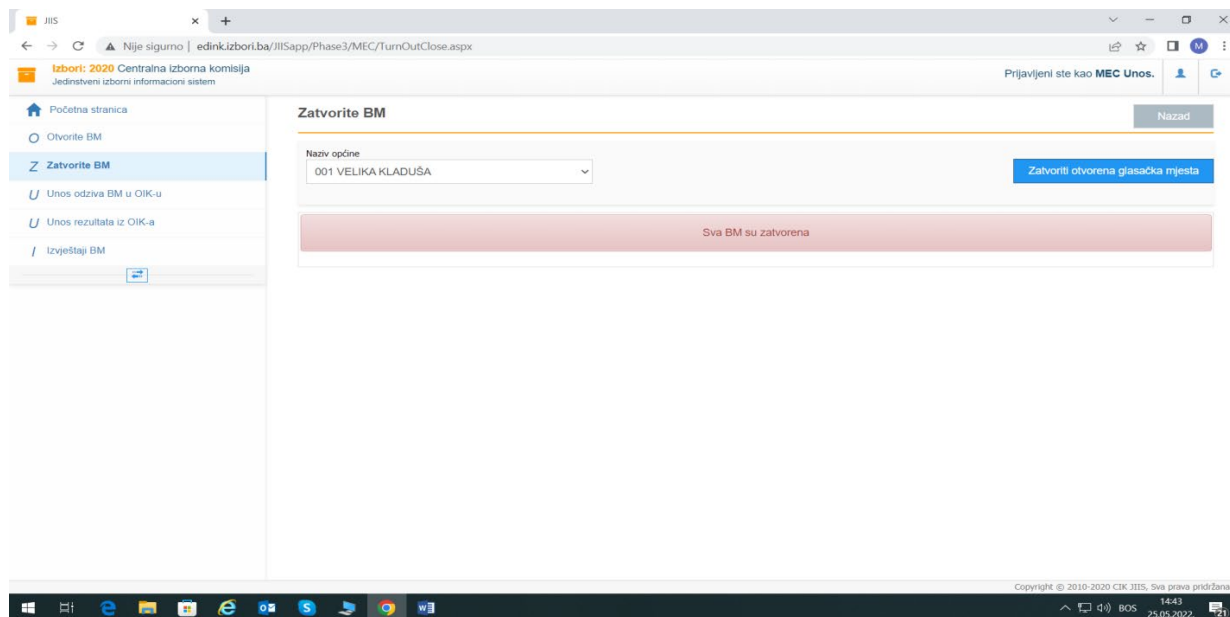 JIIS
Nije sigurno | edink.izbori.ba/JIISapp/Phase3/MEC/TurnOutClose.aspx
M
Izbori: 2020 Centralna izborna komisija
Jedinstveni izborni informacioni sistem
Prijavljeni ste kao MEC Unos.
Početna stranica
O Otvorite BM
Z Zatvorite BM
U Unos odziva BM u OIK-u
U Unos rezultata iz OIK-a
I Izvještaji BM
Zatvorite BM
Nazad
Naziv općine
001 VELIKA KLADUŠA
Zatvoriti otvorena glasačka mjesta
Sva BM su zatvorena
Copyright © 2010-2020 CIK JIIS, Sva prava pridržana
BOS
14:43
25.05.2022.
21